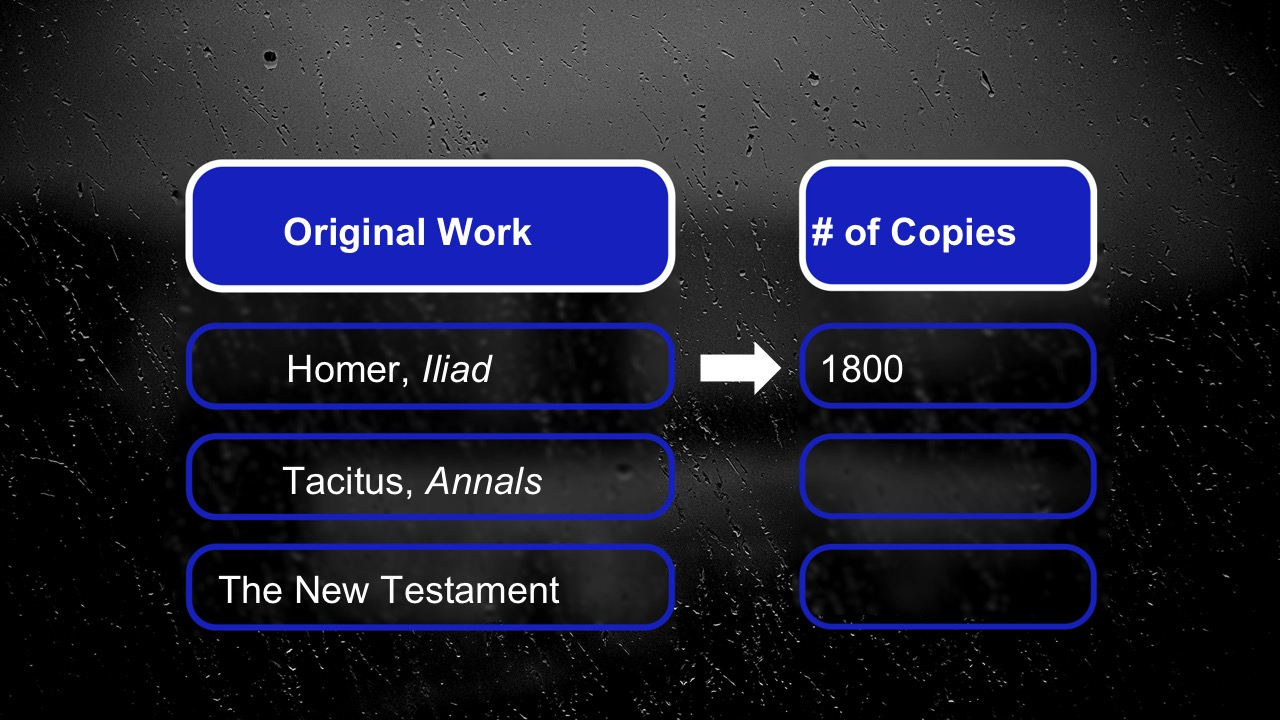 Original Work # of Copies
Homer, Iliad 1800
Tacitus, Annals
The New Testament